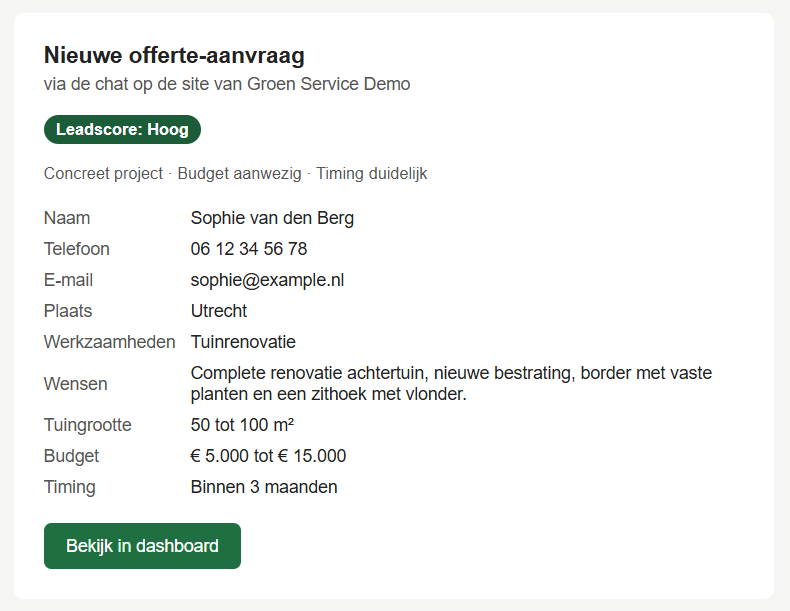 Nieuwe offerte-aanvraag
via de chat op de site van Groen Service Demo
Leadscore: Hoog
Concreet project · Budget aanwezig · Timing duidelijk
Naam Sophie van den Berg
Telefoon 06 12 34 56 78
E-mail sophie@example.nl
Plaats Utrecht
Werkzaamheden Tuinrenovatie
Wensen Complete renovatie achtertuin, nieuwe bestrating, border met vaste
planten en een zithoek met vlonder.
Tuingrootte 50 tot 100 m²
Budget € 5.000 tot € 15.000
Timing Binnen 3 maanden
Bekijk in dashboard